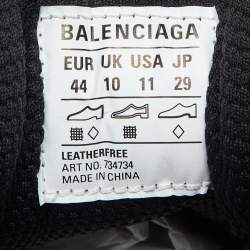 BALENCIAGA
EUR UK USA JP
44 10 11 29
LEATHERFREE
ART No. 734734
MADE IN CHINA